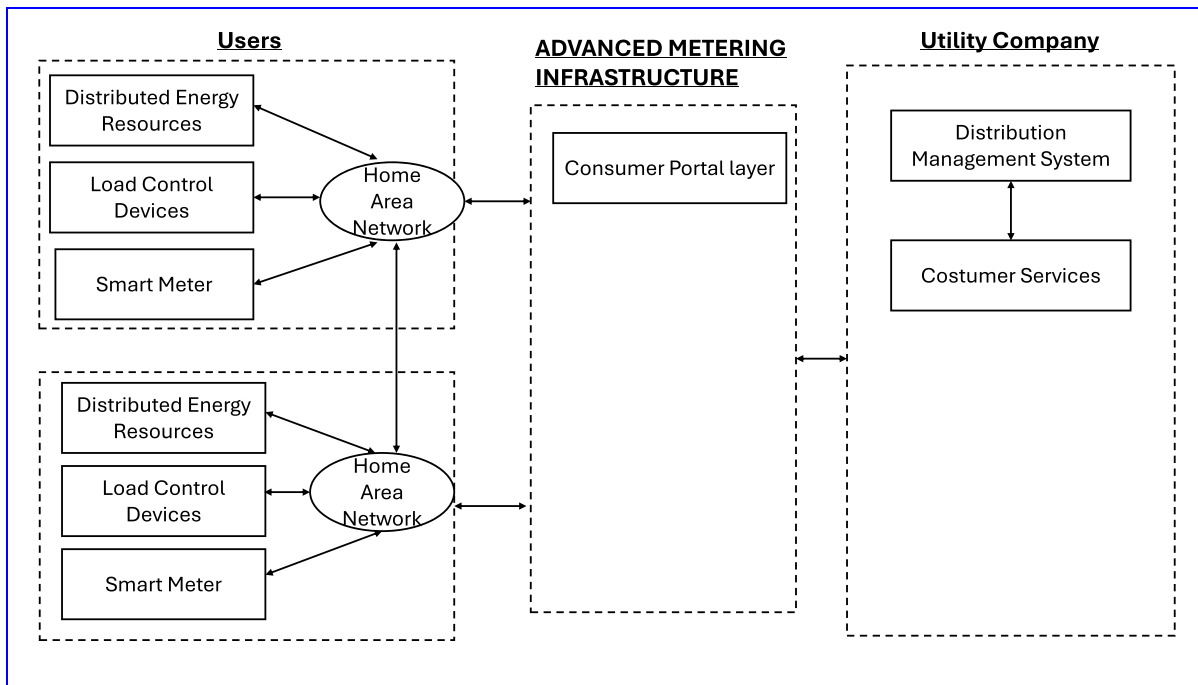 Users
Distributed Energy
Resources
Load Control
Devices
Smart Meter
Home
Area
Network
Distributed Energy
Resources
Load Control
Devices
Smart Meter
Home
Area
Network
ADVANCED METERING
INFRASTRUCTURE
Consumer Portal layer
Utility Company
Distribution
Management System
Costumer Services